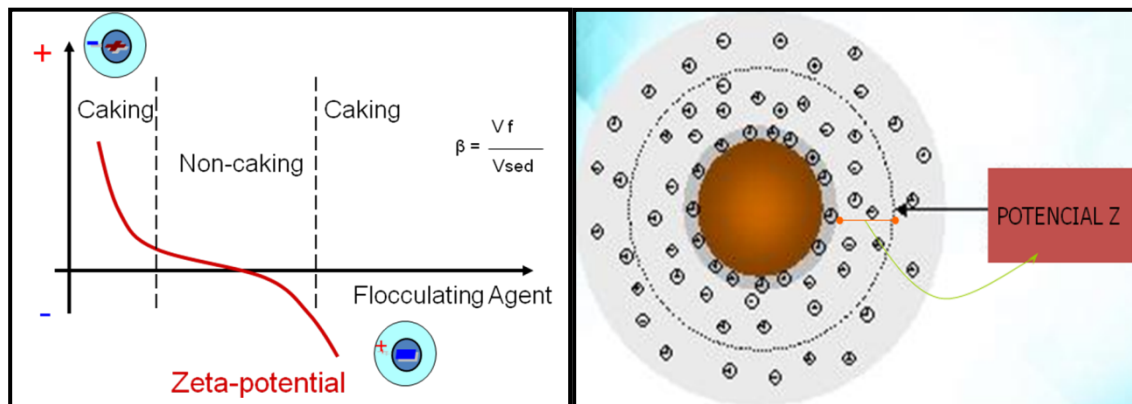 +
-
Caking
Caking
Non-caking
β = Vf
Vsed
Flocculating Agent
-
+
Zeta-potential
POTENCIAL Z